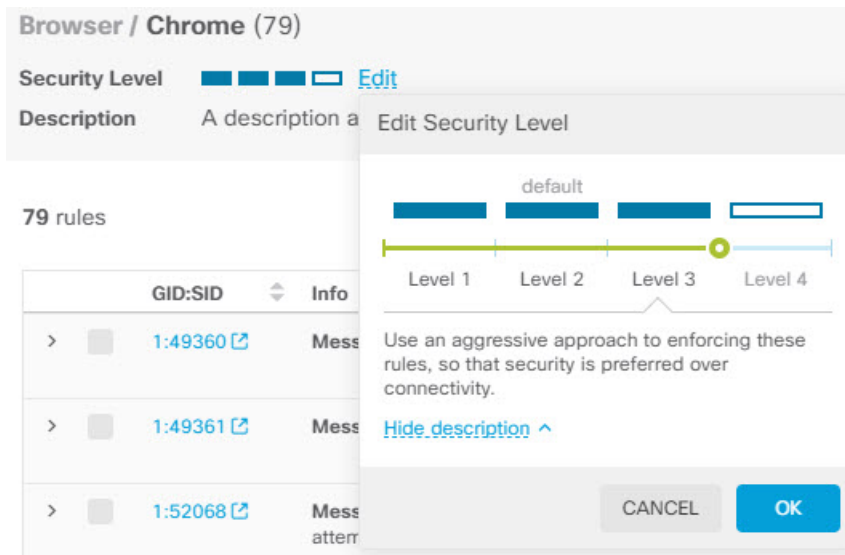 Browser / Chrome (79)
Security Level Edit
Description A description a
Edit Security Level
default
Level 1 Level 2 Level 3 Level 4
Use an aggressive approach to enforcing these
rules, so that security is preferred over
connectivity.
Hide description
CANCEL OK
79 rules
GID:SID Info
1:49360 Mess
1:49361 Mess
1:52068 Mess
attem